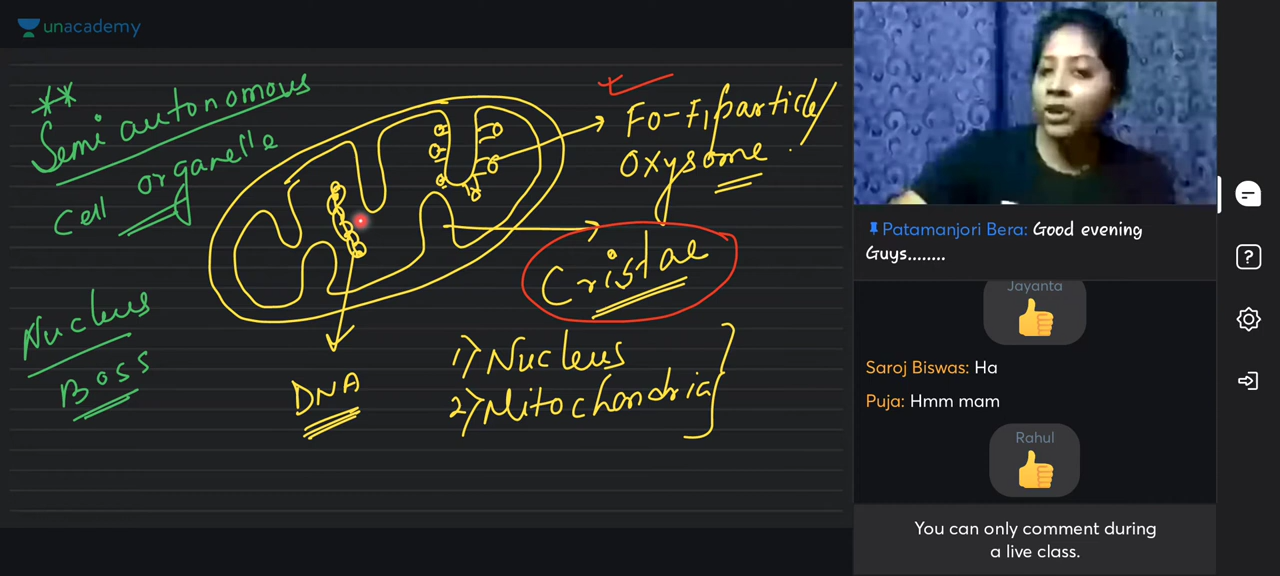 unacademy
**
Semi autonomous
cell organelle
Nucleus
Boss
F0-F1 particle/
oxysome.
Cristae
DNA
1) Nucleus
2) Mitochondria
Patamanjori Bera: Good evening
Guys........
Jayanta
Saroj Biswas: Ha
Puja: Hmm mam
Rahul
You can only comment during
a live class.